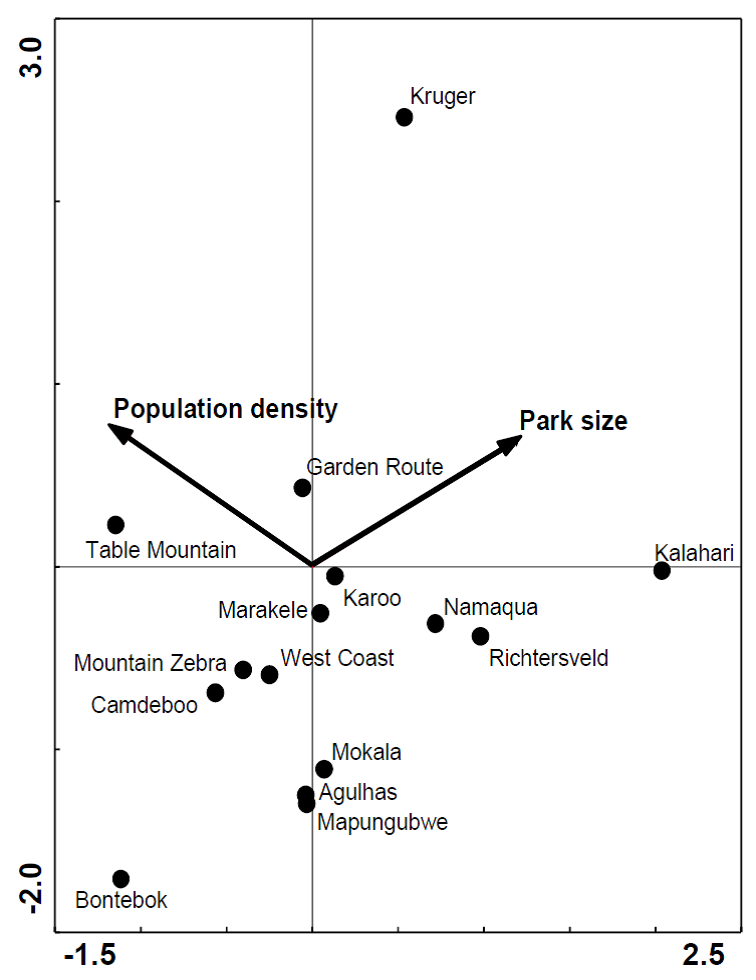 3.0
Kruger
Population density
Park size
Garden Route
Table Mountain
Kalahari
Karoo
Marakele
Namaqua
Richtersveld
Mountain Zebra
West Coast
Camdeboo
Mokala
Agulhas
Mapungubwe
-2.0
Bontebok
-1.5
2.5